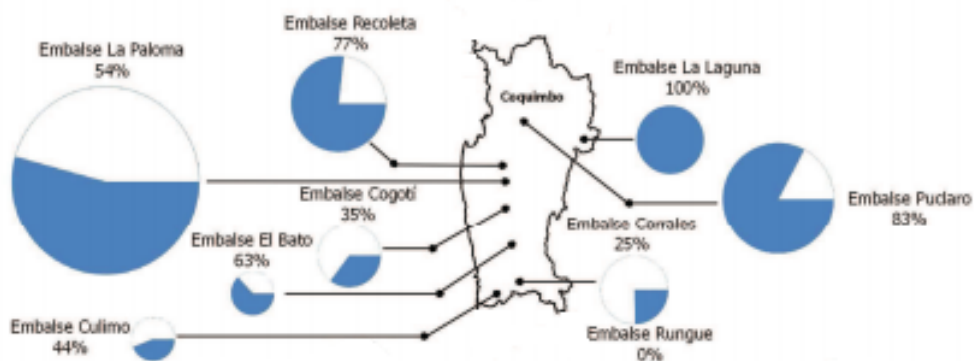 Embalse La Paloma
54%
Embalse Recoleta
77%
Coquimbo
Embalse La Laguna
100%
Embalse Cogotí
35%
Embalse El Bato
63%
Embalse Corrales
25%
Embalse Puclaro
83%
Embalse Culimo
44%
Embalse Rungue
0%